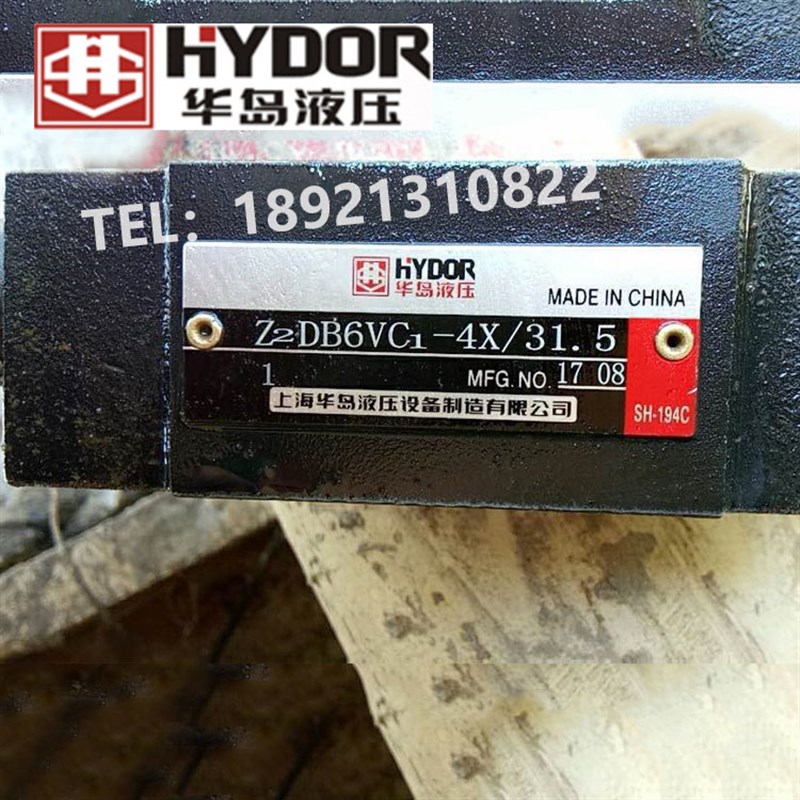 HYDOR
华岛液压
TEL：18921310822
HYDOR
华岛液压
MADE IN CHINA
Z2DB6VC1-4X/31.5
1 MFG.NO. 17 08
上海华岛液压设备制造有限公司
SH-194C